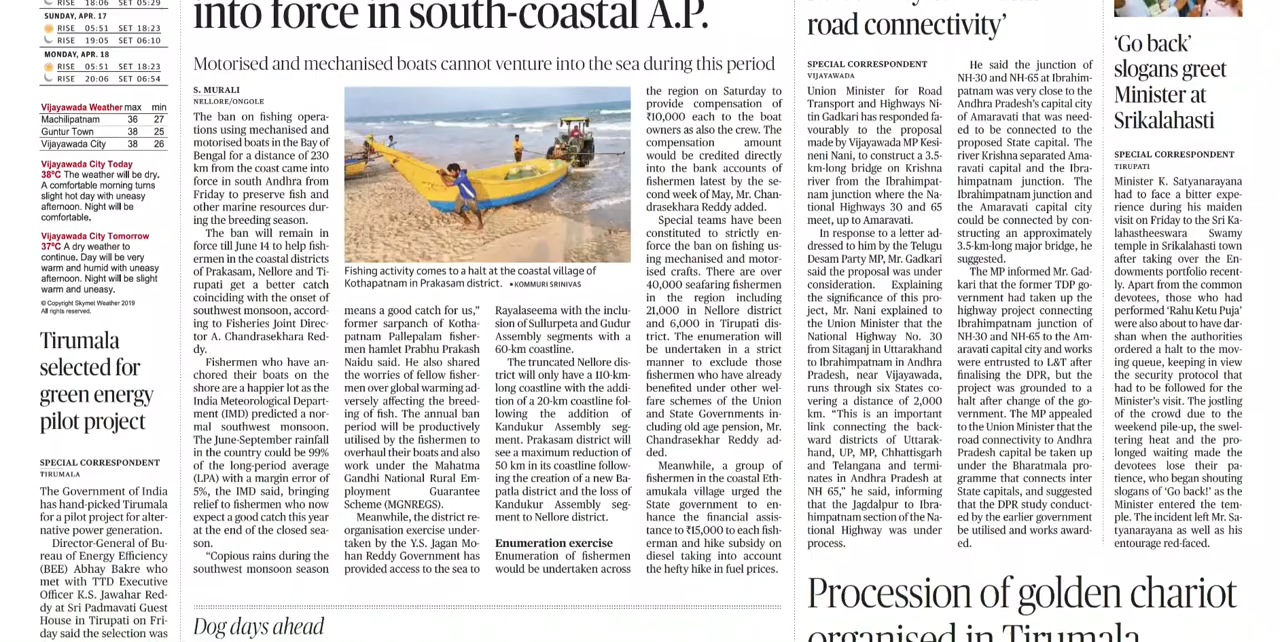 RISE 18:06 SET 05:29
SUNDAY, APR. 17
RISE 05:51 SET 18:23
RISE 19:05 SET 06:10
MONDAY, APR. 18
RISE 05:51 SET 18:23
RISE 20:06 SET 06:54
Vijayawada Weather max min
Machilipatnam 36 27
Guntur Town 38 25
Vijayawada City 38 26
Vijayawada City Today
38ºC The weather will be dry.
A comfortable morning turns
slight hot day with uneasy
afternoon. Night will be
comfortable.
Vijayawada City Tomorrow
37ºC A dry weather to
continue. Day will be very
warm and humid with uneasy
afternoon. Night will be slight
warm and uneasy.
© Copyright Skymet Weather 2019
All rights reserved.
Tirumala
selected for
green energy
pilot project
SPECIAL CORRESPONDENT
TIRUMALA
The Government of India
has hand-picked Tirumala
for a pilot project for alter-
native power generation.
Director-General of Bu-
reau of Energy Efficiency
(BEE) Abhay Bakre who
met with TTD Executive
Officer K.S. Jawahar Red-
dy at Sri Padmavati Guest
House in Tirupati on Fri-
day said the selection was
into force in south-coastal A.P.
Motorised and mechanised boats cannot venture into the sea during this period
S. MURALI
NELLORE/ONGOLE
The ban on fishing opera-
tions using mechanised and
motorised boats in the Bay of
Bengal for a distance of 230
km from the coast came into
force in south Andhra from
Friday to preserve fish and
other marine resources dur-
ing the breeding season.
The ban will remain in
force till June 14 to help fish-
ermen in the coastal districts
of Prakasam, Nellore and Ti-
rupati get a better catch
coinciding with the onset of
southwest monsoon, accord-
ing to Fisheries Joint Direc-
tor A. Chandrasekhara Red-
dy.
Fishermen who have an-
chored their boats on the
shore are a happier lot as the
India Meteorological Depart-
ment (IMD) predicted a nor-
mal southwest monsoon.
The June-September rainfall
in the country could be 99%
of the long-period average
(LPA) with a margin error of
5%, the IMD said, bringing
relief to fishermen who now
expect a good catch this year
at the end of the closed sea-
son.
“Copious rains during the
southwest monsoon season
Fishing activity comes to a halt at the coastal village of
Kothapatnam in Prakasam district. • KOMMURI SRINIVAS
means a good catch for us,”
former sarpanch of Kotha-
patnam Pallepalam fisher-
men hamlet Prabhu Prakash
Naidu said. He also shared
the worries of fellow fisher-
men over global warming ad-
versely affecting the breed-
ing of fish. The annual ban
period will be productively
utilised by the fishermen to
overhaul their boats and also
work under the Mahatma
Gandhi National Rural Em-
ployment Guarantee
Scheme (MGNREGS).
Meanwhile, the district re-
organisation exercise under-
taken by the Y.S. Jagan Mo-
han Reddy Government has
provided access to the sea to
Rayalaseema with the inclu-
sion of Sullurpeta and Gudur
Assembly segments with a
60-km coastline.
The truncated Nellore dis-
trict will only have a 110-km-
long coastline with the addi-
tion of a 20-km coastline fol-
lowing the addition of
Kandukur Assembly seg-
ment. Prakasam district will
see a maximum reduction of
50 km in its coastline follow-
ing the creation of a new Ba-
patla district and the loss of
Kandukur Assembly seg-
ment to Nellore district.
Enumeration exercise
Enumeration of fishermen
would be undertaken across
the region on Saturday to
provide compensation of
₹10,000 each to the boat
owners as also the crew. The
compensation amount
would be credited directly
into the bank accounts of
fishermen latest by the se-
cond week of May, Mr. Chan-
drasekhara Reddy added.
Special teams have been
constituted to strictly en-
force the ban on fishing us-
ing mechanised and motor-
ised crafts. There are over
40,000 seafaring fishermen
in the region including
21,000 in Nellore district
and 6,000 in Tirupati dis-
trict. The enumeration will
be undertaken in a strict
manner to exclude those
fishermen who have already
benefited under other wel-
fare schemes of the Union
and State Governments in-
cluding old age pension, Mr.
Chandrasekhar Reddy ad-
ded.
Meanwhile, a group of
fishermen in the coastal Eth-
amukala village urged the
State government to en-
hance the financial assis-
tance to ₹15,000 to each fish-
erman and hike subsidy on
diesel taking into account
the hefty hike in fuel prices.
Dog days ahead
road connectivity’
SPECIAL CORRESPONDENT
VIJAYAWADA
Union Minister for Road
Transport and Highways Ni-
tin Gadkari has responded fa-
vourably to the proposal
made by Vijayawada MP Kesi-
neni Nani, to construct a 3.5-
km-long bridge on Krishna
river from the Ibrahimpat-
nam junction where the Na-
tional Highways 30 and 65
meet, up to Amaravati.
In response to a letter ad-
dressed to him by the Telugu
Desam Party MP, Mr. Gadkari
said the proposal was under
consideration. Explaining
the significance of this pro-
ject, Mr. Nani explained to
the Union Minister that the
National Highway No. 30
from Sitaganj in Uttarakhand
to Ibrahimpatnam in Andhra
Pradesh, near Vijayawada,
runs through six States co-
vering a distance of 2,000
km. “This is an important
link connecting the back-
ward districts of Uttarak-
hand, UP, MP, Chhattisgarh
and Telangana and termi-
nates in Andhra Pradesh at
NH 65,” he said, informing
that the Jagdalpur to Ibra-
himpatnam section of the Na-
tional Highway was under
process.
He said the junction of
NH-30 and NH-65 at Ibrahim-
patnam was very close to the
Andhra Pradesh’s capital city
of Amaravati that was need-
ed to be connected to the
proposed State capital. The
river Krishna separated Ama-
ravati capital and the Ibra-
himpatnam junction. The
Ibrahimpatnam junction and
the Amaravati capital city
could be connected by con-
structing an approximately
3.5-km-long major bridge, he
suggested.
The MP informed Mr. Gad-
kari that the former TDP go-
vernment had taken up the
highway project connecting
Ibrahimpatnam junction of
NH-30 and NH-65 to the Am-
aravati capital city and works
were entrusted to L&T after
finalising the DPR, but the
project was grounded to a
halt after change of the go-
vernment. The MP appealed
to the Union Minister that the
road connectivity to Andhra
Pradesh capital be taken up
under the Bharatmala pro-
gramme that connects inter
State capitals, and suggested
that the DPR study conduct-
ed by the earlier government
be utilised and works award-
ed.
‘Go back’
slogans greet
Minister at
Srikalahasti
SPECIAL CORRESPONDENT
TIRUPATI
Minister K. Satyanarayana
had to face a bitter expe-
rience during his maiden
visit on Friday to the Sri Ka-
lahastheeswara Swamy
temple in Srikalahasti town
after taking over the En-
dowments portfolio recent-
ly. Apart from the common
devotees, those who had
performed ‘Rahu Ketu Puja’
were also about to have dar-
shan when the authorities
ordered a halt to the mov-
ing queue, keeping in view
the security protocol that
had to be followed for the
Minister’s visit. The jostling
of the crowd due to the
weekend pile-up, the swel-
tering heat and the pro-
longed waiting made the
devotees lose their pa-
tience, who began shouting
slogans of ‘Go back!’ as the
Minister entered the tem-
ple. The incident left Mr. Sa-
tyanarayana as well as his
entourage red-faced.
Procession of golden chariot
organised in Tirumala